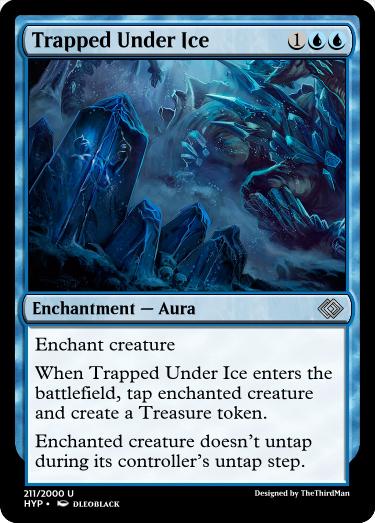 Trapped Under Ice 1
Enchantment — Aura
Enchant creature
When Trapped Under Ice enters the
battlefield, tap enchanted creature
and create a Treasure token.
Enchanted creature doesn't untap
during its controller's untap step.
211/2000 U
Designed by TheThirdMan
HYP • DLEOBLACK